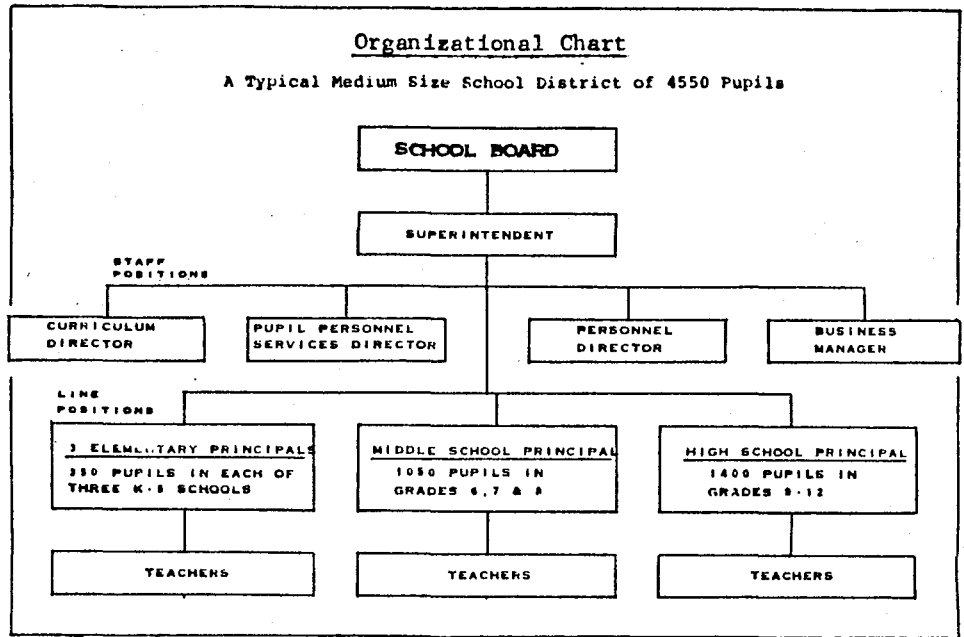 Organizational Chart
A Typical Medium Size School District of 4550 Pupils
SCHOOL BOARD
SUPERINTENDENT
STAFF
POSITIONS
CURRICULUM
DIRECTOR
PUPIL PERSONNEL
SERVICES DIRECTOR
PERSONNEL
DIRECTOR
BUSINESS
MANAGER
LINE
POSITIONS
3 ELEMENTARY PRINCIPALS
PUPILS IN EACH OF
THREE K-5 SCHOOLS
MIDDLE SCHOOL PRINCIPAL
1050 PUPILS IN
GRADES 6,7 & 8
HIGH SCHOOL PRINCIPAL
1400 PUPILS IN
GRADES 9-12
TEACHERS
TEACHERS
TEACHERS